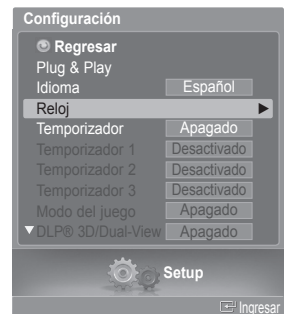 Configuración
Regresar
Plug & Play
Idioma Español
Reloj
Temporizador Apagado
Temporizador 1 Desactivado
Temporizador 2 Desactivado
Temporizador 3 Desactivado
Modo del juego Apagado
DLP® 3D/Dual-View Apagado
Setup
Ingresar